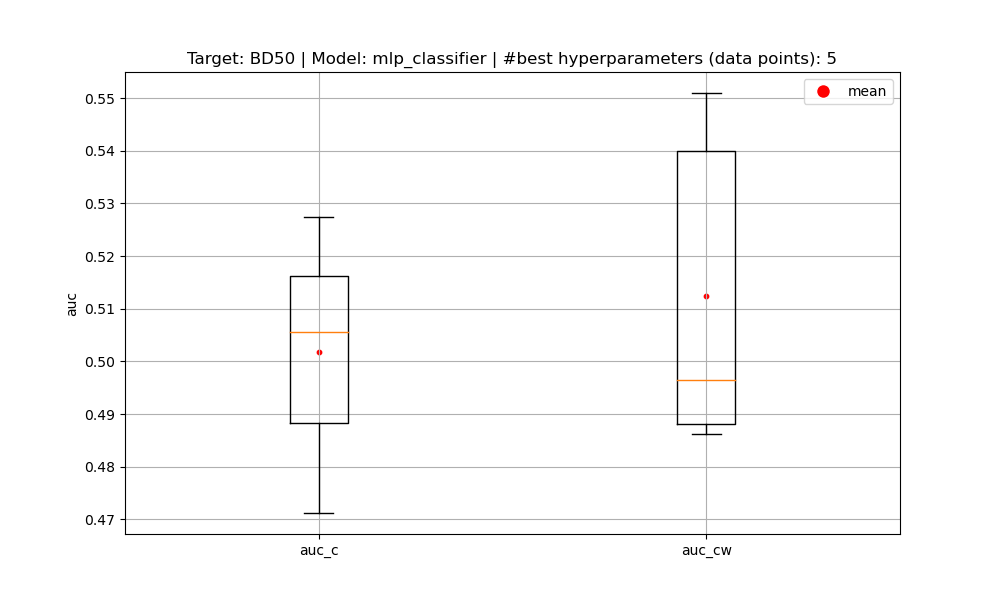 Target: BD50 | Model: mlp_classifier | #best hyperparameters (data points): 5
mean
0.55
0.54
0.53
0.52
0.51
0.50
0.49
0.48
0.47
auc
auc_c
auc_cw